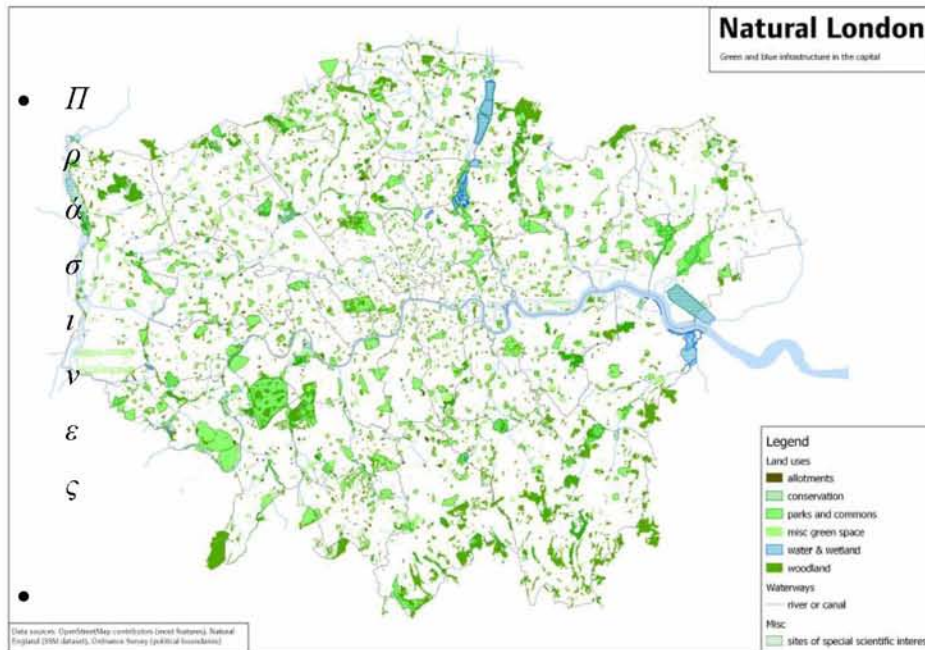 Natural London
Green and blue infrastructure in the capital
• Π
ρ
ά
σ
ι
ν
ε
ς
•
Legend
Land uses
allotments
conservation
parks and commons
misc green space
water & wetland
woodland
Waterways
river or canal
Misc
sites of special scientific interes
Data sources: OpenStreetMap contributors (most features), Natural
England (SSSI dataset), Ordnance Survey (political boundaries)